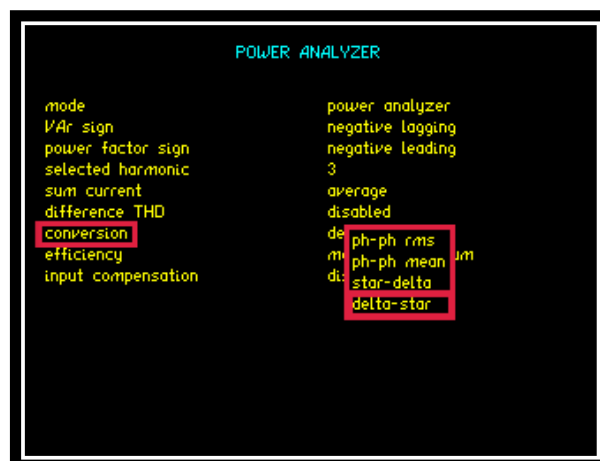 POWER ANALYZER
mode power analyzer
VAr sign negative lagging
power factor sign negative leading
selected harmonic 3
sum current average
difference THD disabled
conversion de
ph-ph rms
efficiency
ph-ph mean
input compensation
star-delta
delta-star